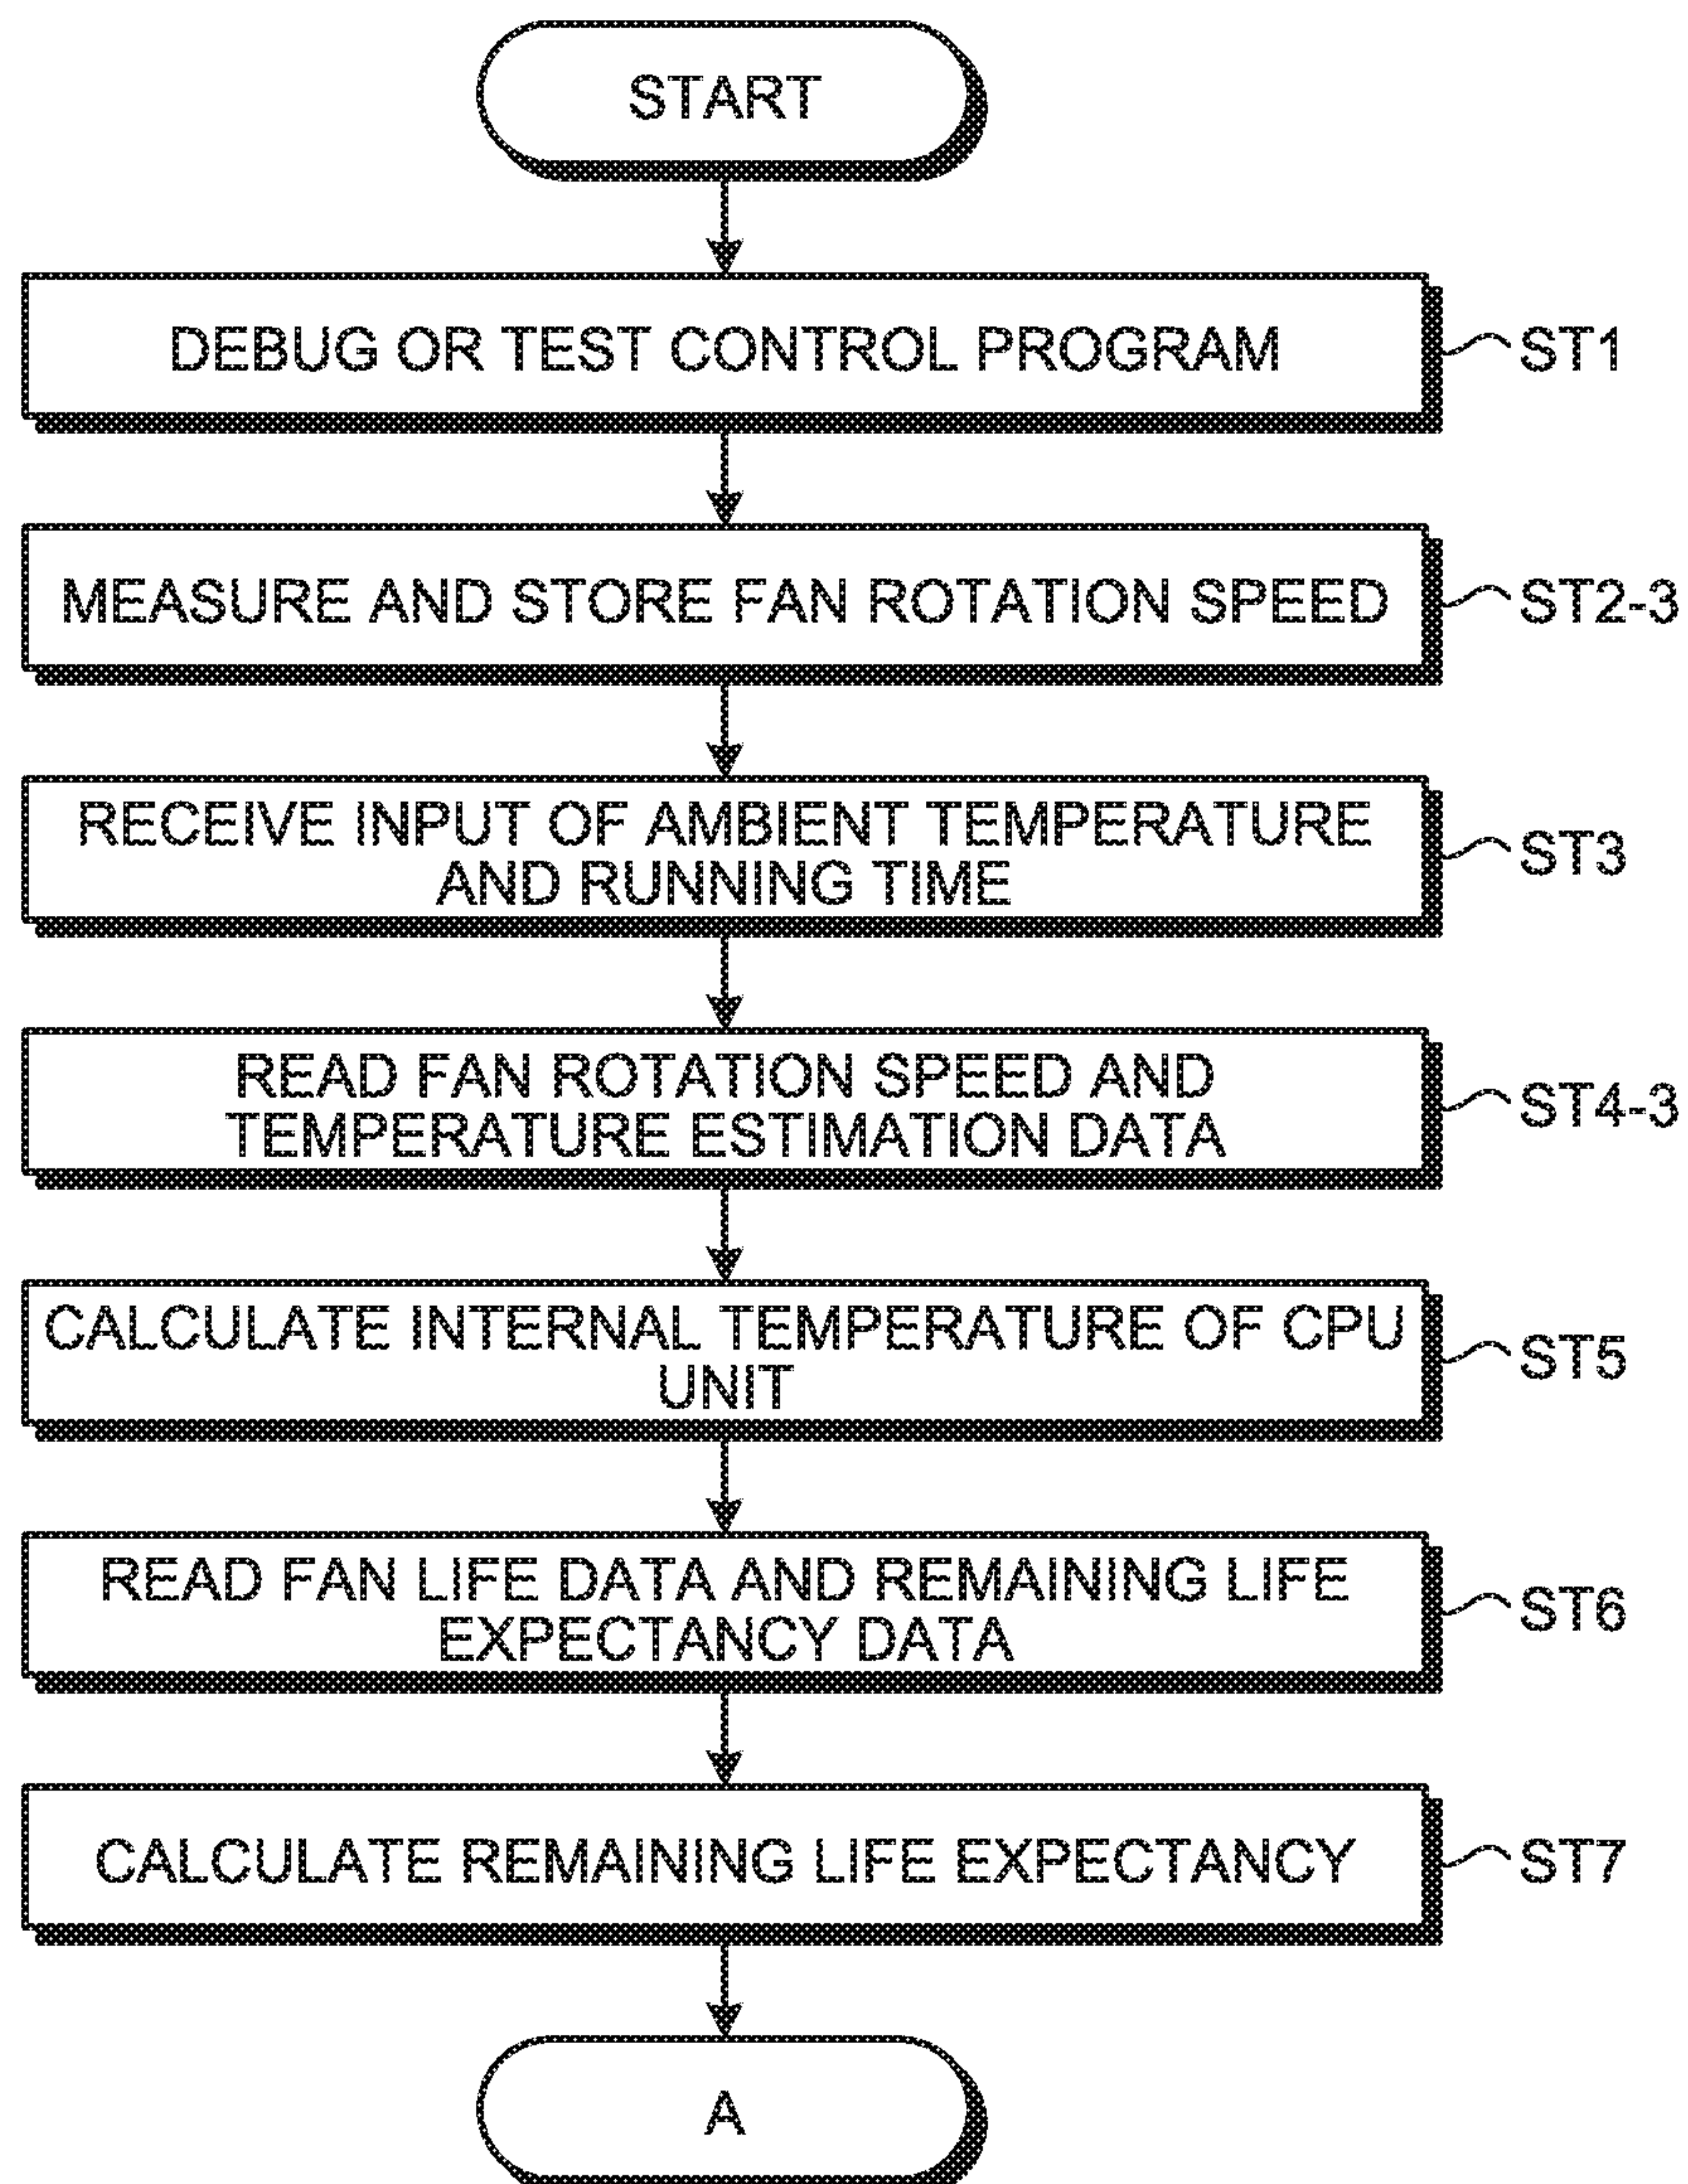 START
DEBUG OR TEST CONTROL PROGRAM
ST1
MEASURE AND STORE FAN ROTATION SPEED
ST2-3
RECEIVE INPUT OF AMBIENT TEMPERATURE
AND RUNNING TIME
ST3
READ FAN ROTATION SPEED AND
TEMPERATURE ESTIMATION DATA
ST4-3
CALCULATE INTERNAL TEMPERATURE OF CPU
UNIT
ST5
READ FAN LIFE DATA AND REMAINING LIFE
EXPECTANCY DATA
ST6
CALCULATE REMAINING LIFE EXPECTANCY
ST7
A